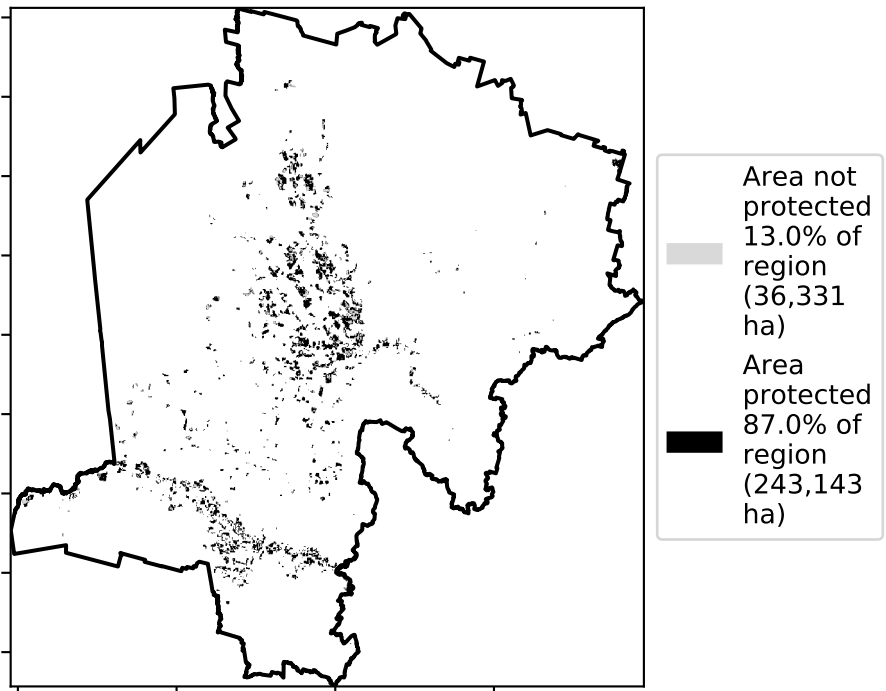 Area not
protected
13.0% of
region
(36,331
ha)
Area
protected
87.0% of
region
(243,143
ha)